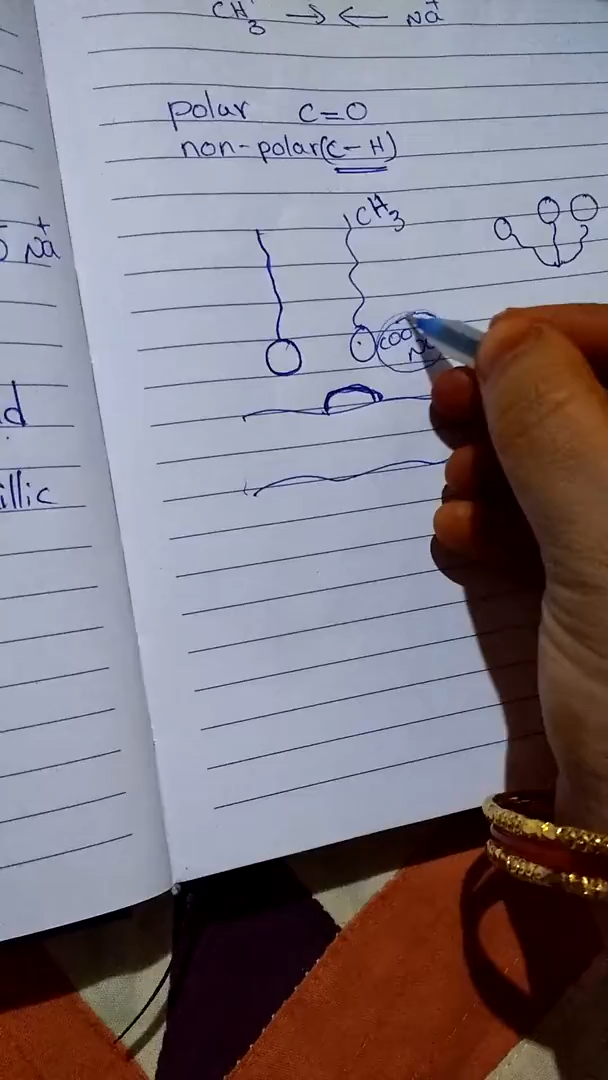 CH3 → ← Na+
polar C=O
non-polar(C-H)
Na+
CH3
COO
d
illic